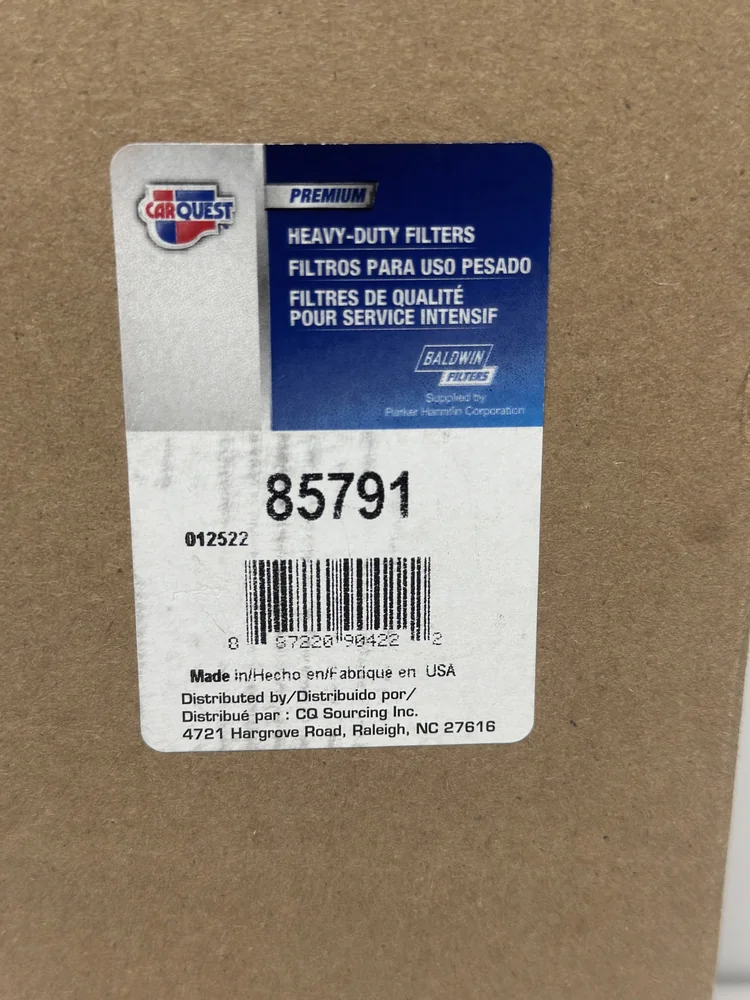 CARQUEST
PREMIUM
HEAVY-DUTY FILTERS
FILTROS PARA USO PESADO
FILTRES DE QUALITÉ
POUR SERVICE INTENSIF
BALDWIN
FILTERS
Supplied by
Parker Hannifin Corporation
85791
012522
8 87220 90422 2
Made in/Hecho en/Fabriqué en USA
Distributed by/Distribuido por/
Distribué par : CQ Sourcing Inc.
4721 Hargrove Road, Raleigh, NC 27616